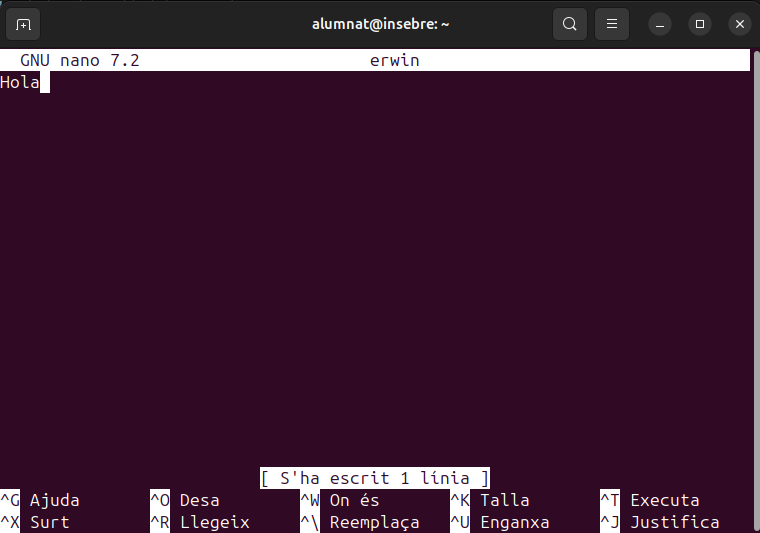 alumnat@insebre: ~
GNU nano 7.2 erwin
Hola
[ S'ha escrit 1 línia ]
^G Ajuda ^O Desa ^W On és ^K Talla ^T Executa
^X Surt ^R Llegeix ^\ Reemplaça ^U Enganxa ^J Justifica